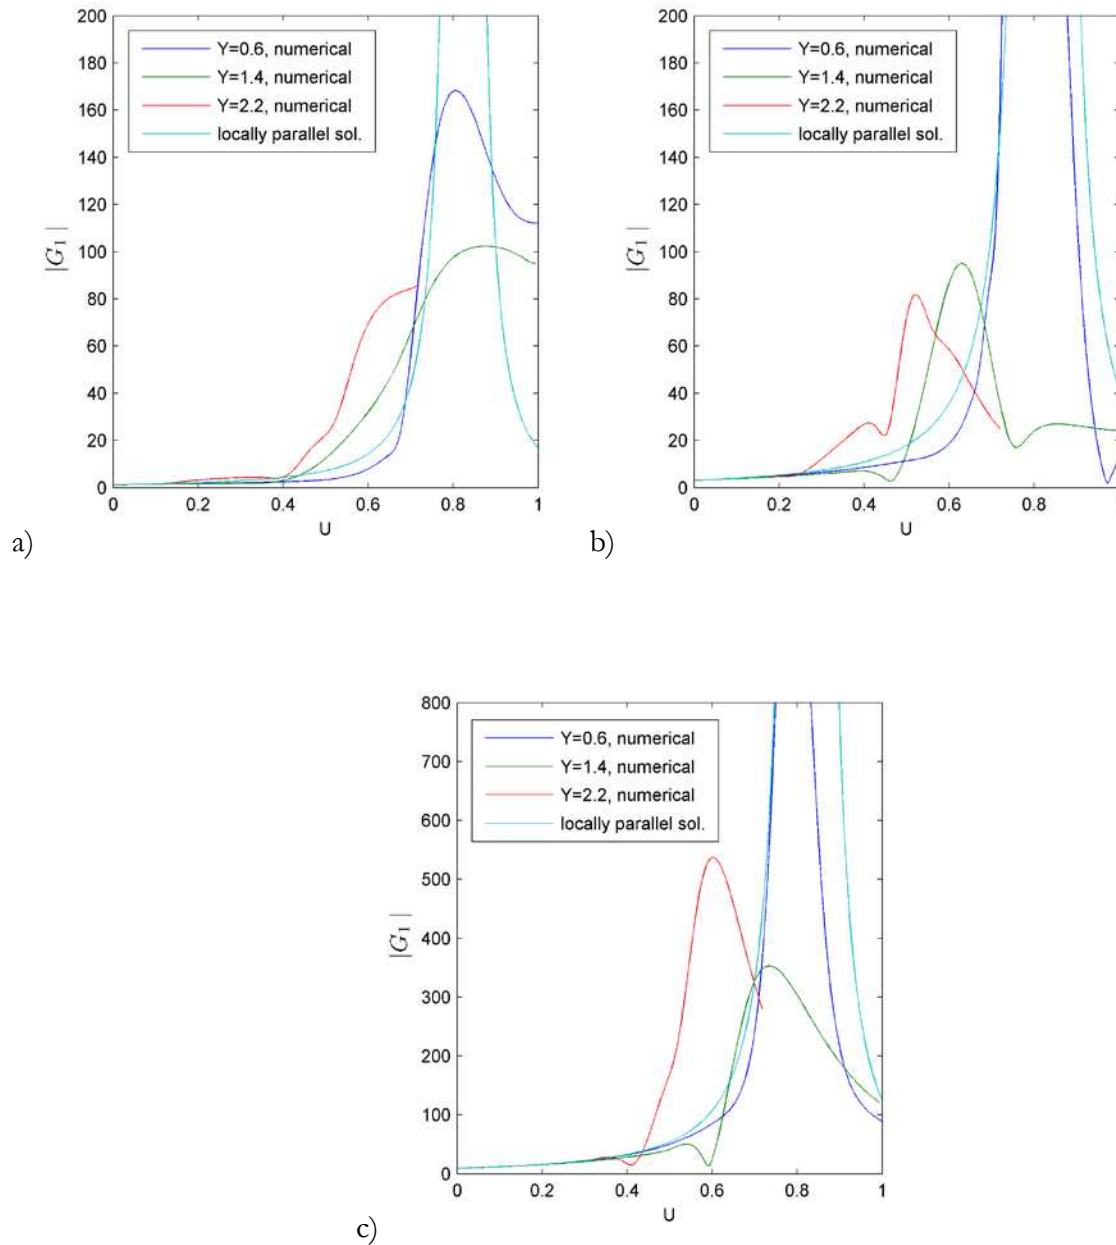 200
180
160
140
120
100
80
60
40
20
0
|G₁|
Y=0.6, numerical
Y=1.4, numerical
Y=2.2, numerical
locally parallel sol.
0 0.2 0.4 0.6 0.8 1
U
a)
200
180
160
140
120
100
80
60
40
20
0
|G₁|
Y=0.6, numerical
Y=1.4, numerical
Y=2.2, numerical
locally parallel sol.
0 0.2 0.4 0.6 0.8 1
U
b)
800
700
600
500
400
300
200
100
0
|G₁|
Y=0.6, numerical
Y=1.4, numerical
Y=2.2, numerical
locally parallel sol.
0 0.2 0.4 0.6 0.8 1
U
c)